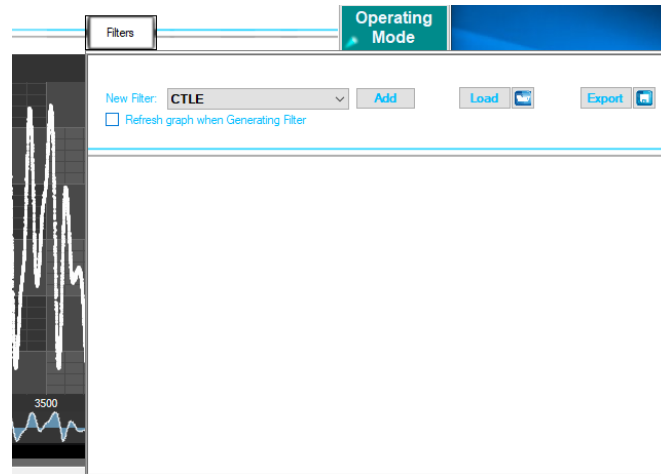 Filters
Operating
Mode
New Filter: CTLE Add Load Export
Refresh graph when Generating Filter
3500